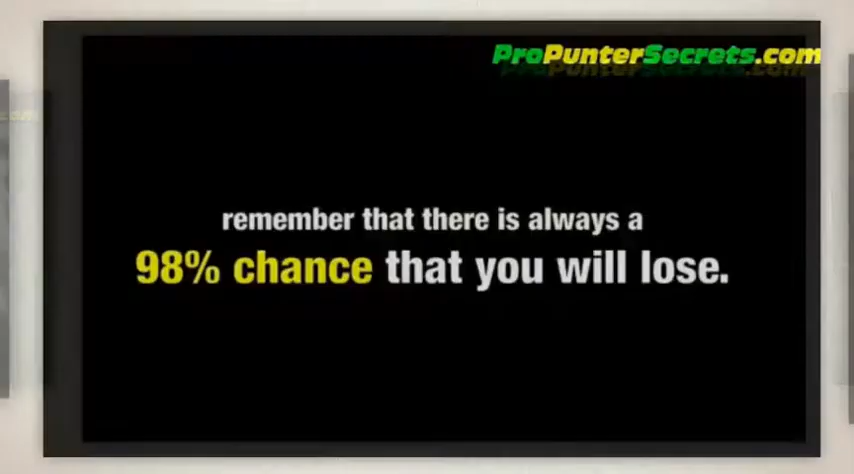 ProPunterSecrets.com
remember that there is always a
98% chance that you will lose.